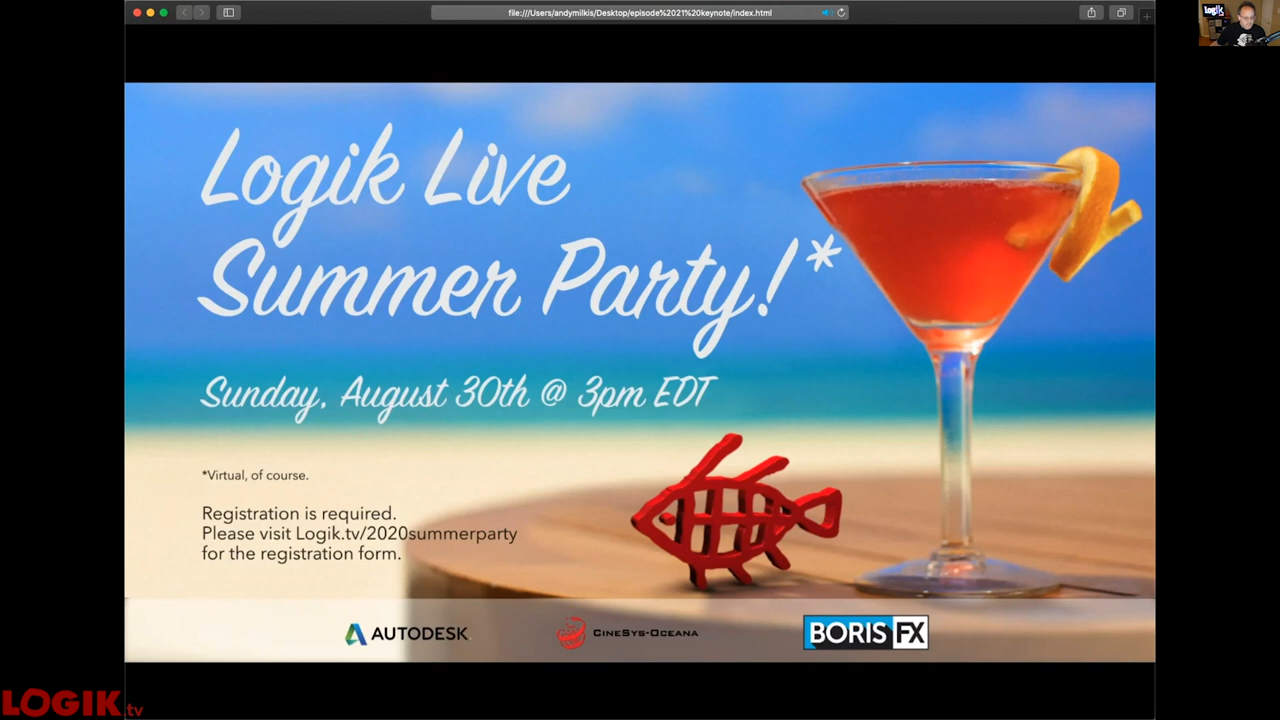 file:///Users/andymilkis/Desktop/episode%2021%20keynote/index.html
Logik
Logik Live
Summer Party!*
Sunday, August 30th @ 3pm EDT
*Virtual, of course.
Registration is required.
Please visit Logik.tv/2020summerparty
for the registration form.
AUTODESK
CineSys-Oceana
BORIS FX
LOGIK.tv